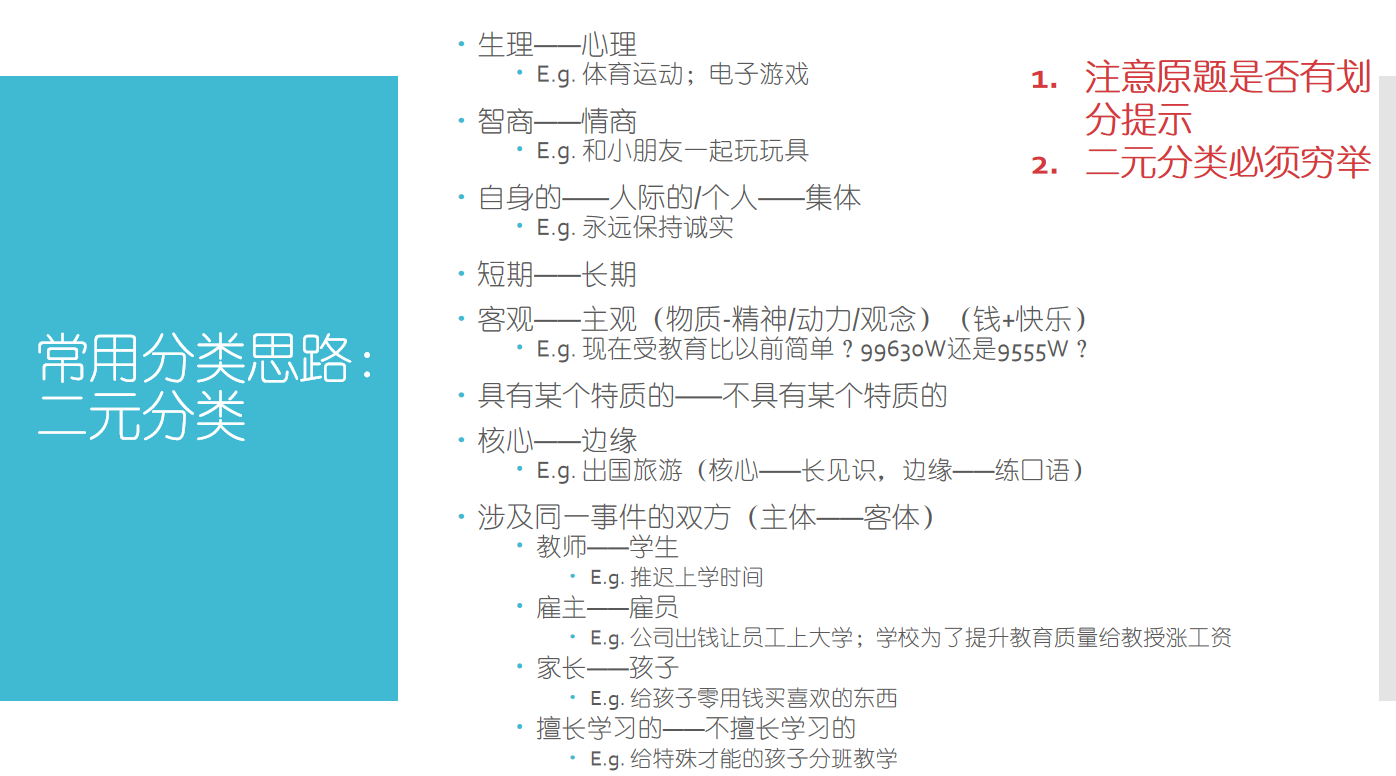 常用分类思路：
二元分类
• 生理——心理
• E.g. 体育运动；电子游戏
• 智商——情商
• E.g. 和小朋友一起玩玩具
• 自身的——人际的/个人——集体
• E.g. 永远保持诚实
• 短期——长期
• 客观——主观（物质-精神/动力/观念）（钱+快乐）
• E.g. 现在受教育比以前简单？99630W还是9555W？
• 具有某个特质的——不具有某个特质的
• 核心——边缘
• E.g. 出国旅游（核心——长见识，边缘——练口语）
• 涉及同一事件的双方（主体——客体）
• 教师——学生
• E.g. 推迟上学时间
• 雇主——雇员
• E.g. 公司出钱让员工上大学；学校为了提升教育质量给教授涨工资
• 家长——孩子
• E.g. 给孩子零用钱买喜欢的东西
• 擅长学习的——不擅长学习的
• E.g. 给特殊才能的孩子分班教学
1. 注意原题是否有划
分提示
2. 二元分类必须穷举